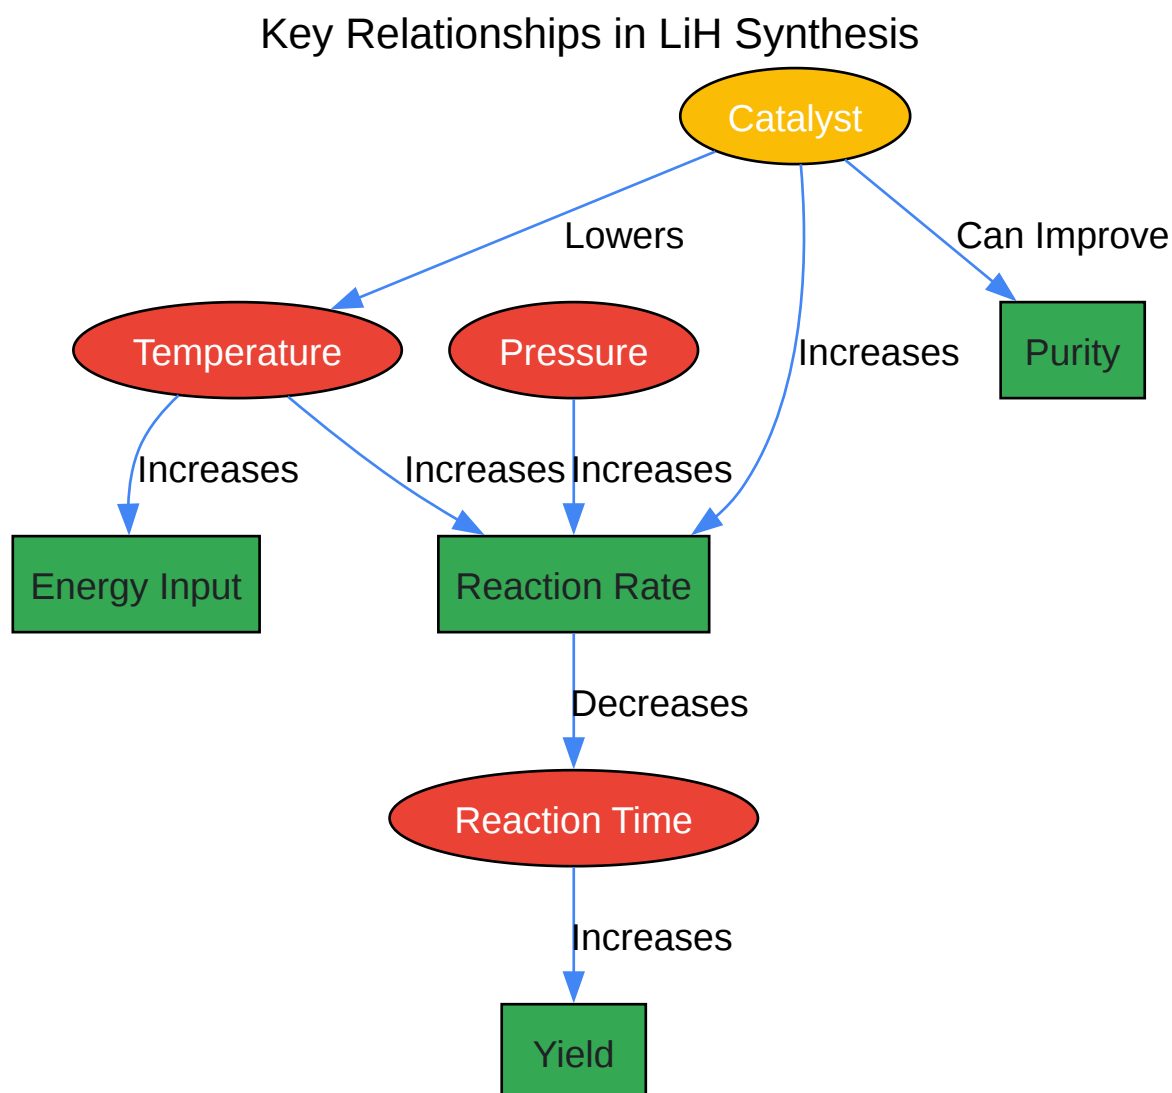 Key Relationships in LiH Synthesis
Catalyst
Lowers
Can Improve
Temperature
Pressure
Increases
Purity
Increases
Increases
Increases
Energy Input
Reaction Rate
Decreases
Reaction Time
Increases
Yield